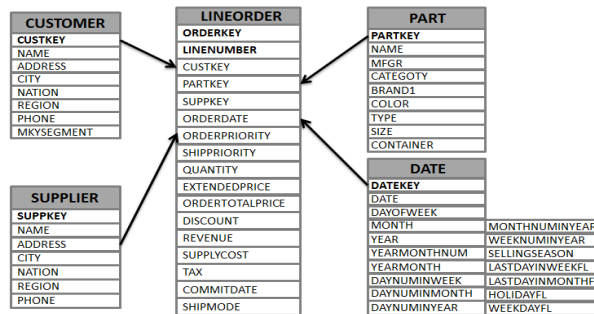 CUSTOMER
CUSTKEY
NAME
ADDRESS
CITY
NATION
REGION
PHONE
MKYSEGMENT
SUPPLIER
SUPPKEY
NAME
ADDRESS
CITY
NATION
REGION
PHONE
LINEORDER
ORDERKEY
LINENUMBER
CUSTKEY
PARTKEY
SUPPKEY
ORDERDATE
ORDERPRIORITY
SHIPPRIORITY
QUANTITY
EXTENDEDPRICE
ORDERTOTALPRICE
DISCOUNT
REVENUE
SUPPLYCOST
TAX
COMMITDATE
SHIPMODE
PART
PARTKEY
NAME
MFGR
CATEGOTY
BRAND1
COLOR
TYPE
SIZE
CONTAINER
DATE
DATEKEY
DATE
DAYOFWEEK
MONTH
YEAR
YEARMONTHNUM
YEARMONTH
DAYNUMINWEEK
DAYNUMINMONTH
DAYNUMINYEAR
MONTHNUMINYEAR
WEEKNUMINYEAR
SELLINGSEASON
LASTDAYINWEEKFL
LASTDAYINMONTHF
HOLIDAYFL
WEEKDAYFL